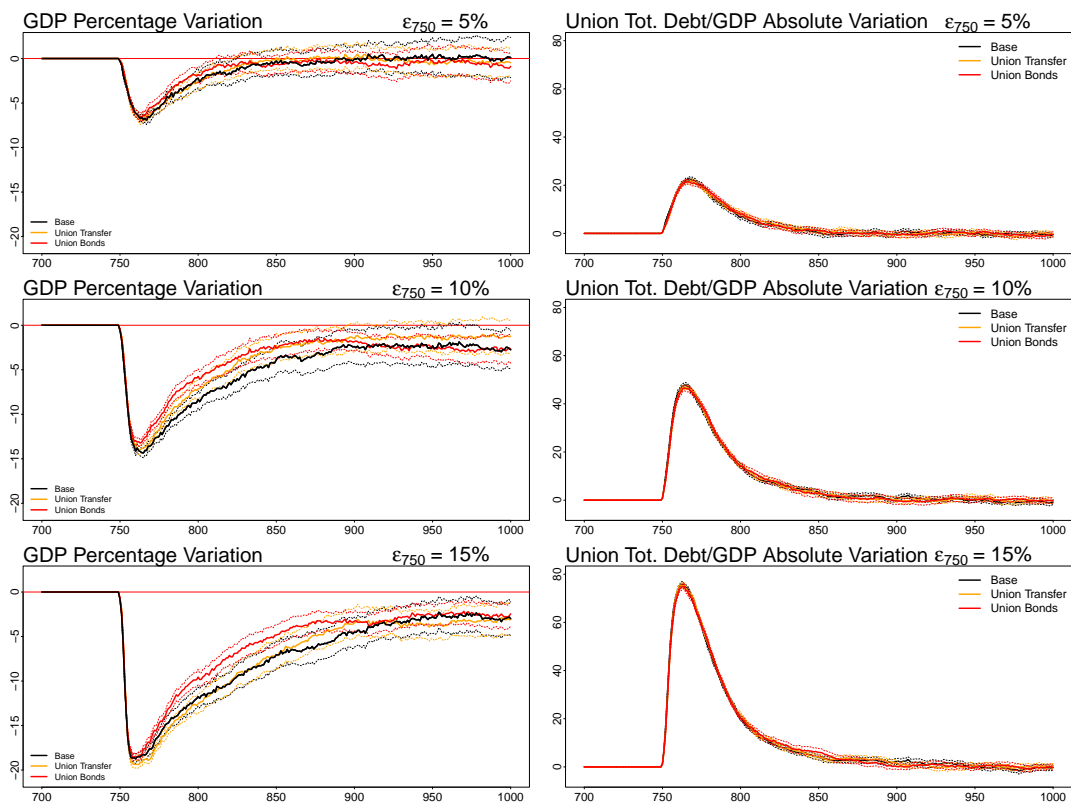 GDP Percentage Variation ε750 = 5%
0
−5
−10
−15
−20
Base
Union Transfer
Union Bonds
700 750 800 850 900 950 1000
Union Tot. Debt/GDP Absolute Variation ε750 = 5%
80
60
40
20
0
Base
Union Transfer
Union Bonds
700 750 800 850 900 950 1000
GDP Percentage Variation ε750 = 10%
0
−5
−10
−15
−20
Base
Union Transfer
Union Bonds
700 750 800 850 900 950 1000
Union Tot. Debt/GDP Absolute Variation ε750 = 10%
80
60
40
20
0
Base
Union Transfer
Union Bonds
700 750 800 850 900 950 1000
GDP Percentage Variation ε750 = 15%
0
−5
−10
−15
−20
Base
Union Transfer
Union Bonds
700 750 800 850 900 950 1000
Union Tot. Debt/GDP Absolute Variation ε750 = 15%
80
60
40
20
0
Base
Union Transfer
Union Bonds
700 750 800 850 900 950 1000